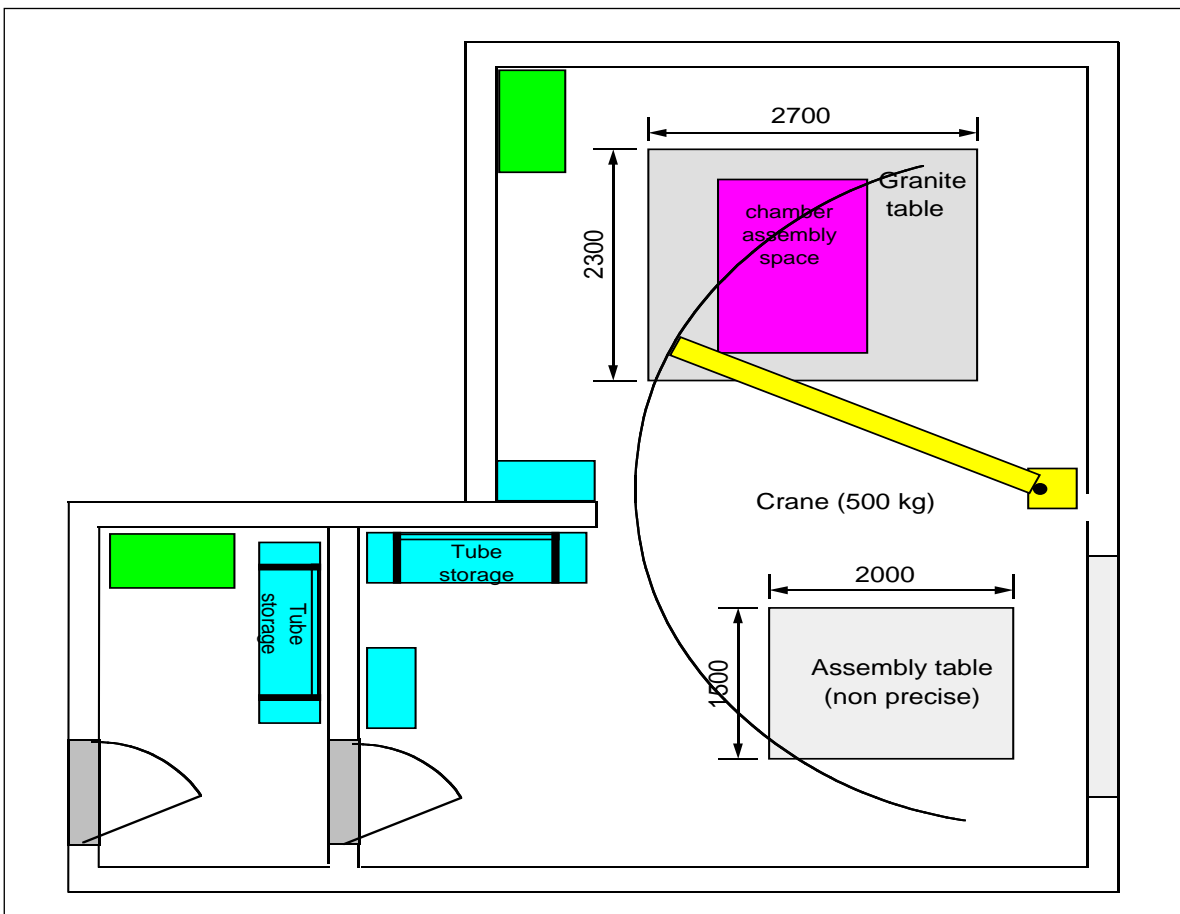 2700
Granite
table
chamber
assembly
space
2300
Crane (500 kg)
Tube
storage
Tube
storage
2000
1500
Assembly table
(non precise)